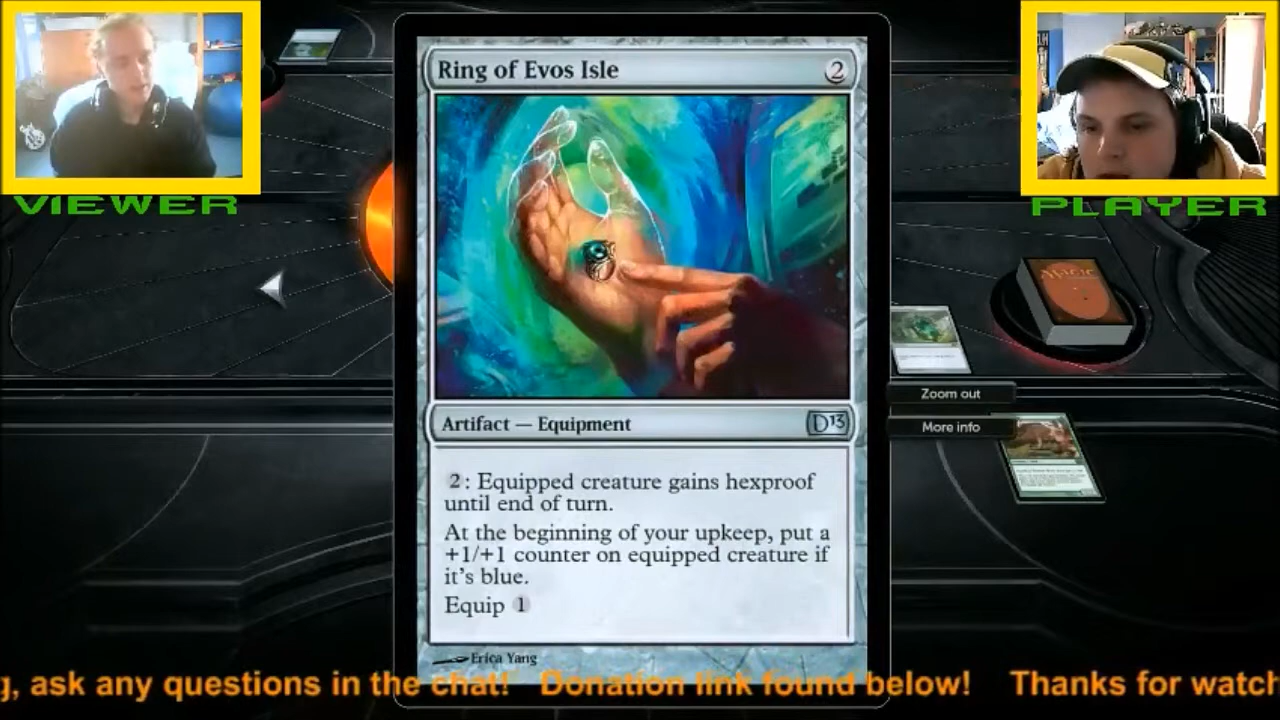 Ring of Evos Isle 2
VIEWER
PLAYER
MAGIC
Zoom out
Artifact — Equipment D13
More info
2: Equipped creature gains hexproof
until end of turn.
At the beginning of your upkeep, put a
+1/+1 counter on equipped creature if
it's blue.
Equip 1
Erica Yang
g, ask any questions in the chat! Donation link found below! Thanks for watch